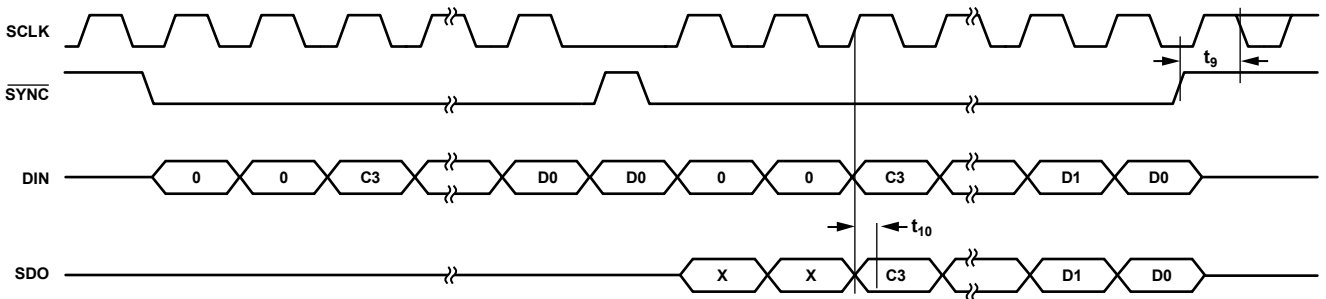 SCLK
t9
SYNC
DIN 0 0 C3 D0 D0 0 0 C3 D1 D0
t10
SDO X X C3 D1 D0